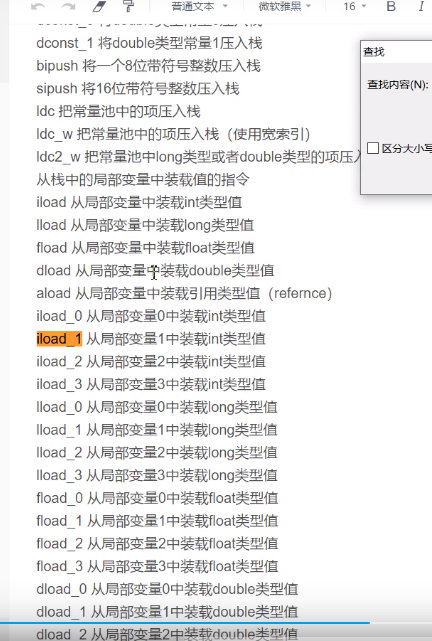 普通文本 微软雅黑 16 B I
dconst_0 将double类型常量0压入栈
dconst_1 将double类型常量1压入栈
bipush 将一个8位带符号整数压入栈
sipush 将16位带符号整数压入栈
ldc 把常量池中的项压入栈
ldc_w 把常量池中的项压入栈（使用宽索引）
ldc2_w 把常量池中long类型或者double类型的项压入
从栈中的局部变量中装载值的指令
iload 从局部变量中装载int类型值
lload 从局部变量中装载long类型值
fload 从局部变量中装载float类型值
dload 从局部变量中装载double类型值
aload 从局部变量中装载引用类型值（refernce）
iload_0 从局部变量0中装载int类型值
iload_1 从局部变量1中装载int类型值
iload_2 从局部变量2中装载int类型值
iload_3 从局部变量3中装载int类型值
lload_0 从局部变量0中装载long类型值
lload_1 从局部变量1中装载long类型值
lload_2 从局部变量2中装载long类型值
lload_3 从局部变量3中装载long类型值
fload_0 从局部变量0中装载float类型值
fload_1 从局部变量1中装载float类型值
fload_2 从局部变量2中装载float类型值
fload_3 从局部变量3中装载float类型值
dload_0 从局部变量0中装载double类型值
dload_1 从局部变量1中装载double类型值
dload_2 从局部变量2中装载double类型值
查找
查找内容(N):
区分大小写